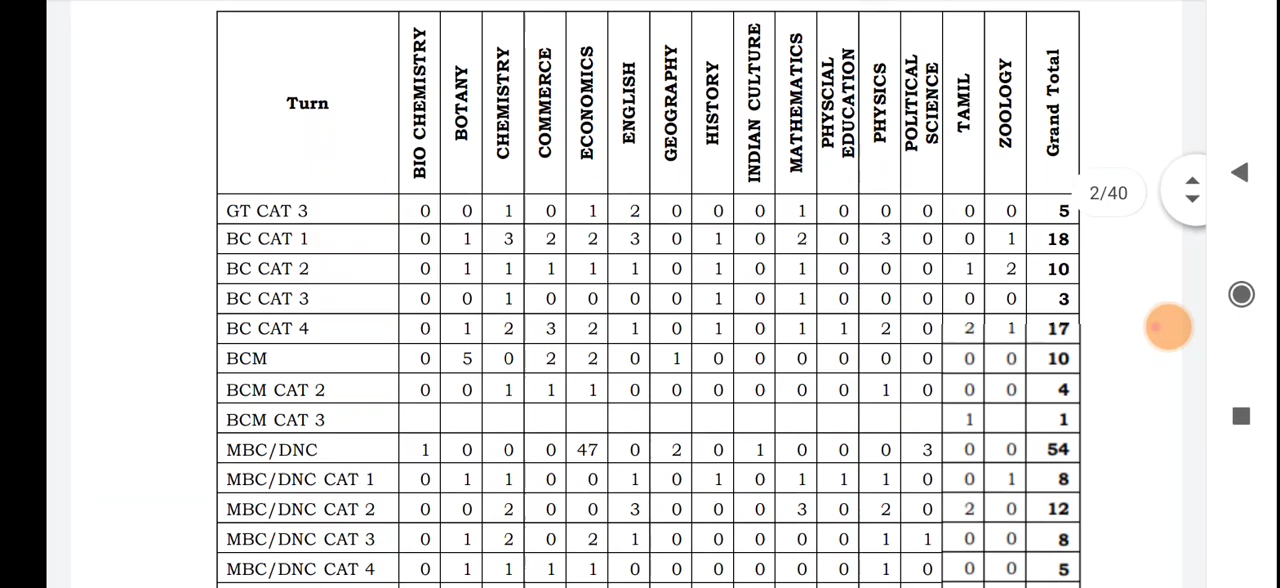 Turn BIO CHEMISTRY BOTANY CHEMISTRY COMMERCE ECONOMICS ENGLISH GEOGRAPHY HISTORY INDIAN CULTURE MATHEMATICS PHYSCIAL EDUCATION PHYSICS POLITICAL SCIENCE TAMIL ZOOLOGY Grand Total
2/40
GT CAT 3 0 0 1 0 1 2 0 0 0 1 0 0 0 0 0 5
BC CAT 1 0 1 3 2 2 3 0 1 0 2 0 3 0 0 1 18
BC CAT 2 0 1 1 1 1 1 0 1 0 1 0 0 0 1 2 10
BC CAT 3 0 0 1 0 0 0 0 1 0 1 0 0 0 0 0 3
BC CAT 4 0 1 2 3 2 1 0 1 0 1 1 2 0 2 1 17
BCM 0 5 0 2 2 0 1 0 0 0 0 0 0 0 0 10
BCM CAT 2 0 0 1 1 1 0 0 0 0 0 0 1 0 0 0 4
BCM CAT 3 1 1
MBC/DNC 1 0 0 0 47 0 2 0 1 0 0 0 3 0 0 54
MBC/DNC CAT 1 0 1 1 0 0 1 0 1 0 1 1 1 0 0 1 8
MBC/DNC CAT 2 0 0 2 0 0 3 0 0 0 3 0 2 0 2 0 12
MBC/DNC CAT 3 0 1 2 0 2 1 0 0 0 0 0 1 1 0 0 8
MBC/DNC CAT 4 0 1 1 1 1 0 0 0 0 0 0 1 0 0 0 5